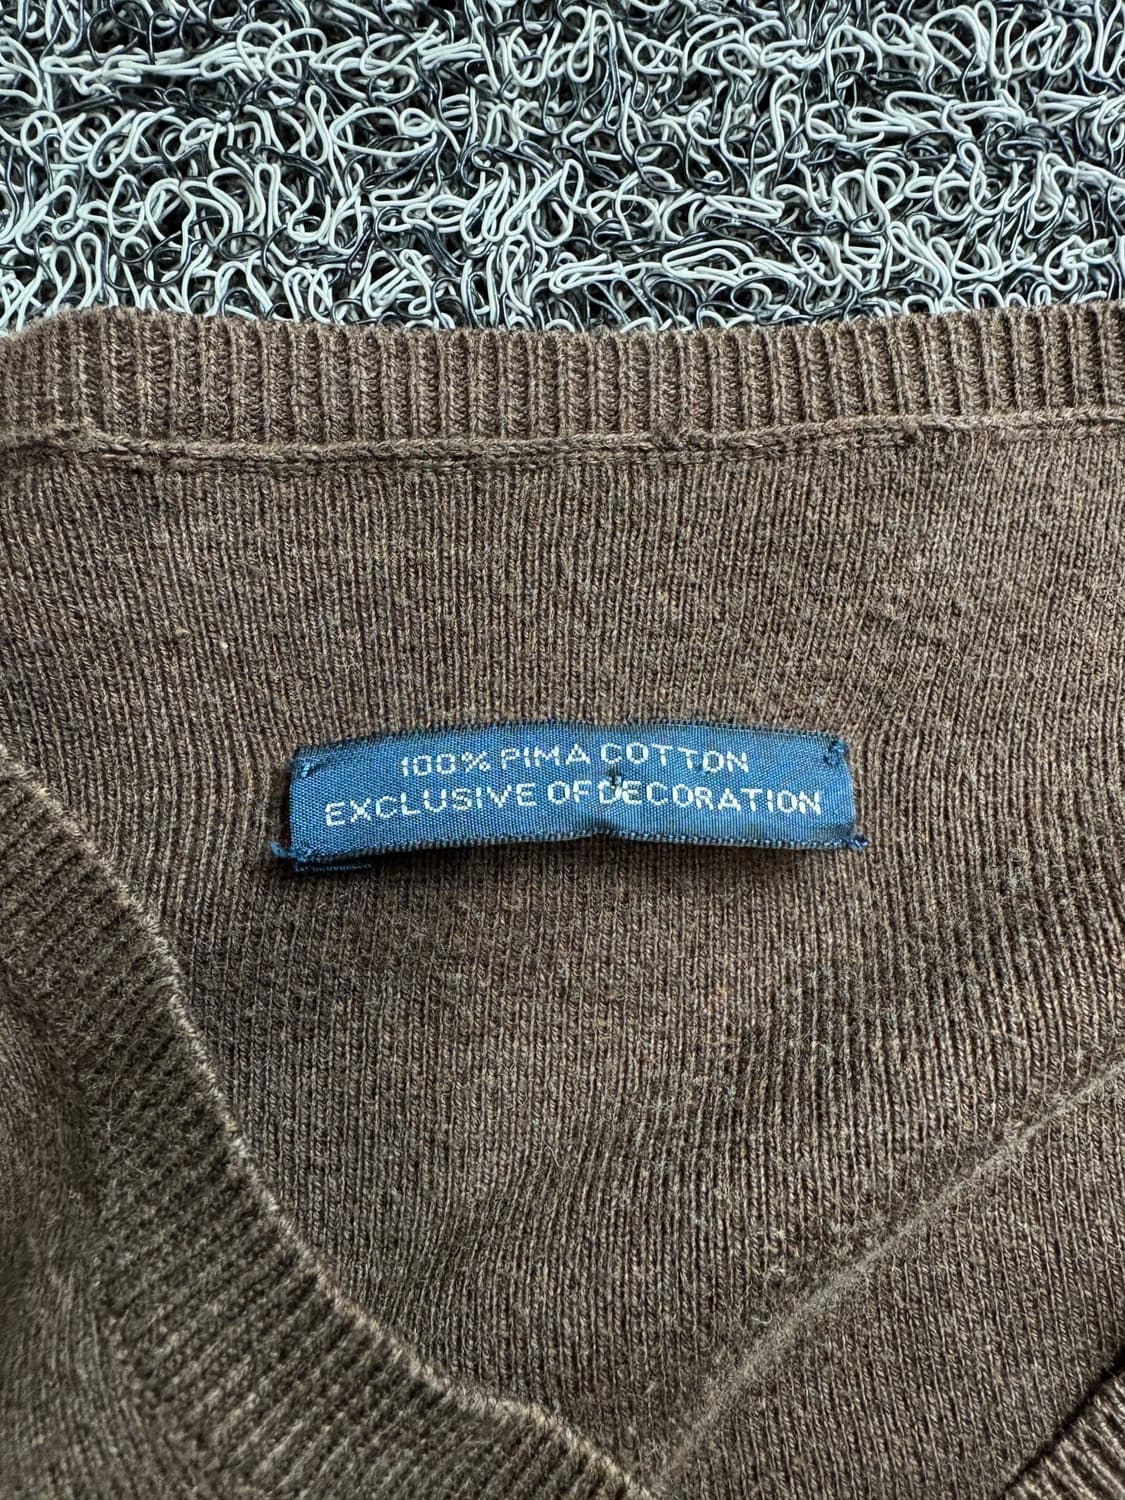 100% PIMA COTTON
EXCLUSIVE OF DECORATION